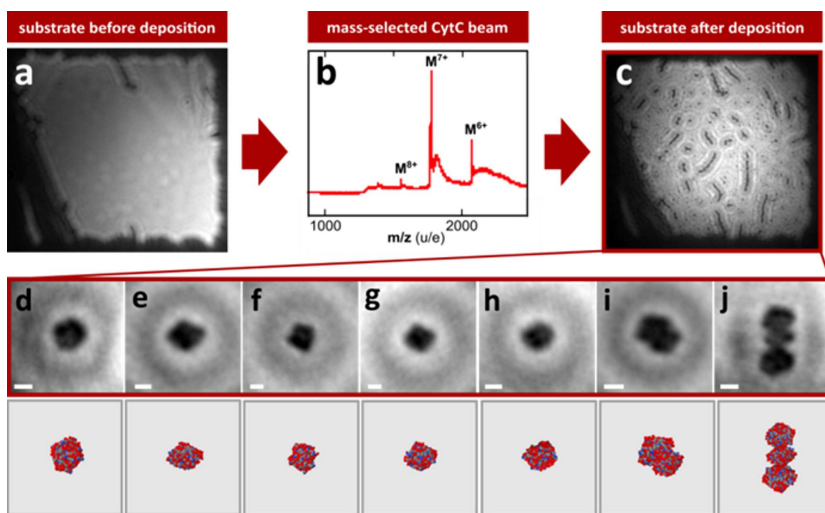 substrate before deposition
mass-selected CytC beam
substrate after deposition
a
b
c
M7+
M6+
M8+
1000
2000
m/z (u/e)
d e f g h i j